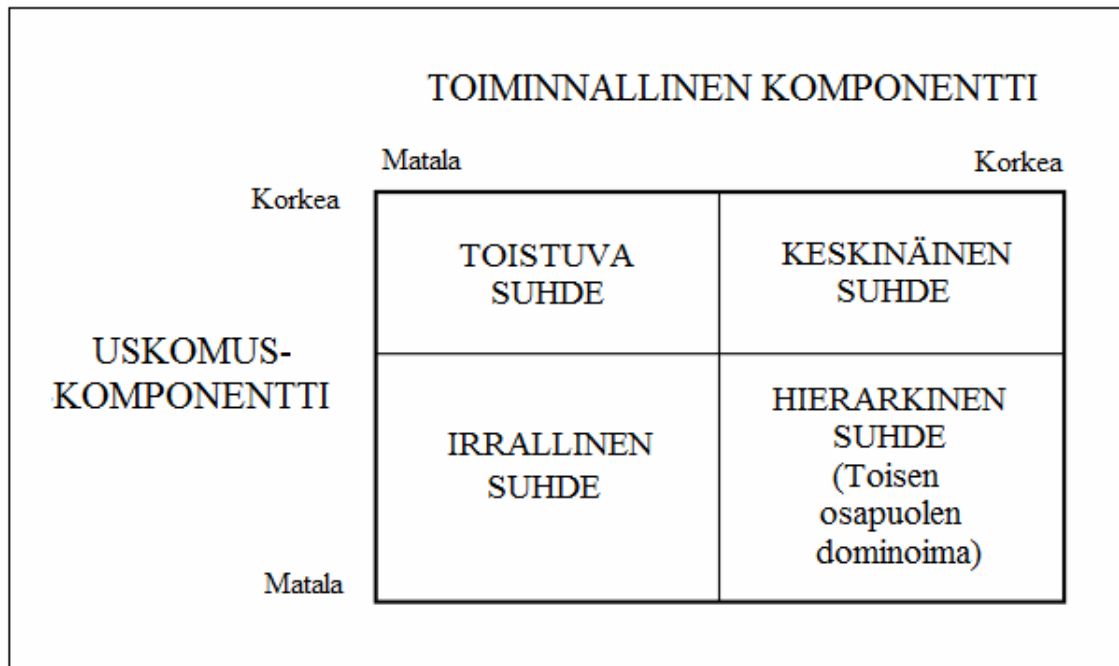 TOIMINNALLINEN KOMPONENTTI
Matala Korkea
Korkea
TOISTUVA
SUHDE
KESKINÄINEN
SUHDE
USKOMUS-
KOMPONENTTI
IRRALLINEN
SUHDE
HIERARKINEN
SUHDE
(Toisen
osapuolen
dominoima)
Matala